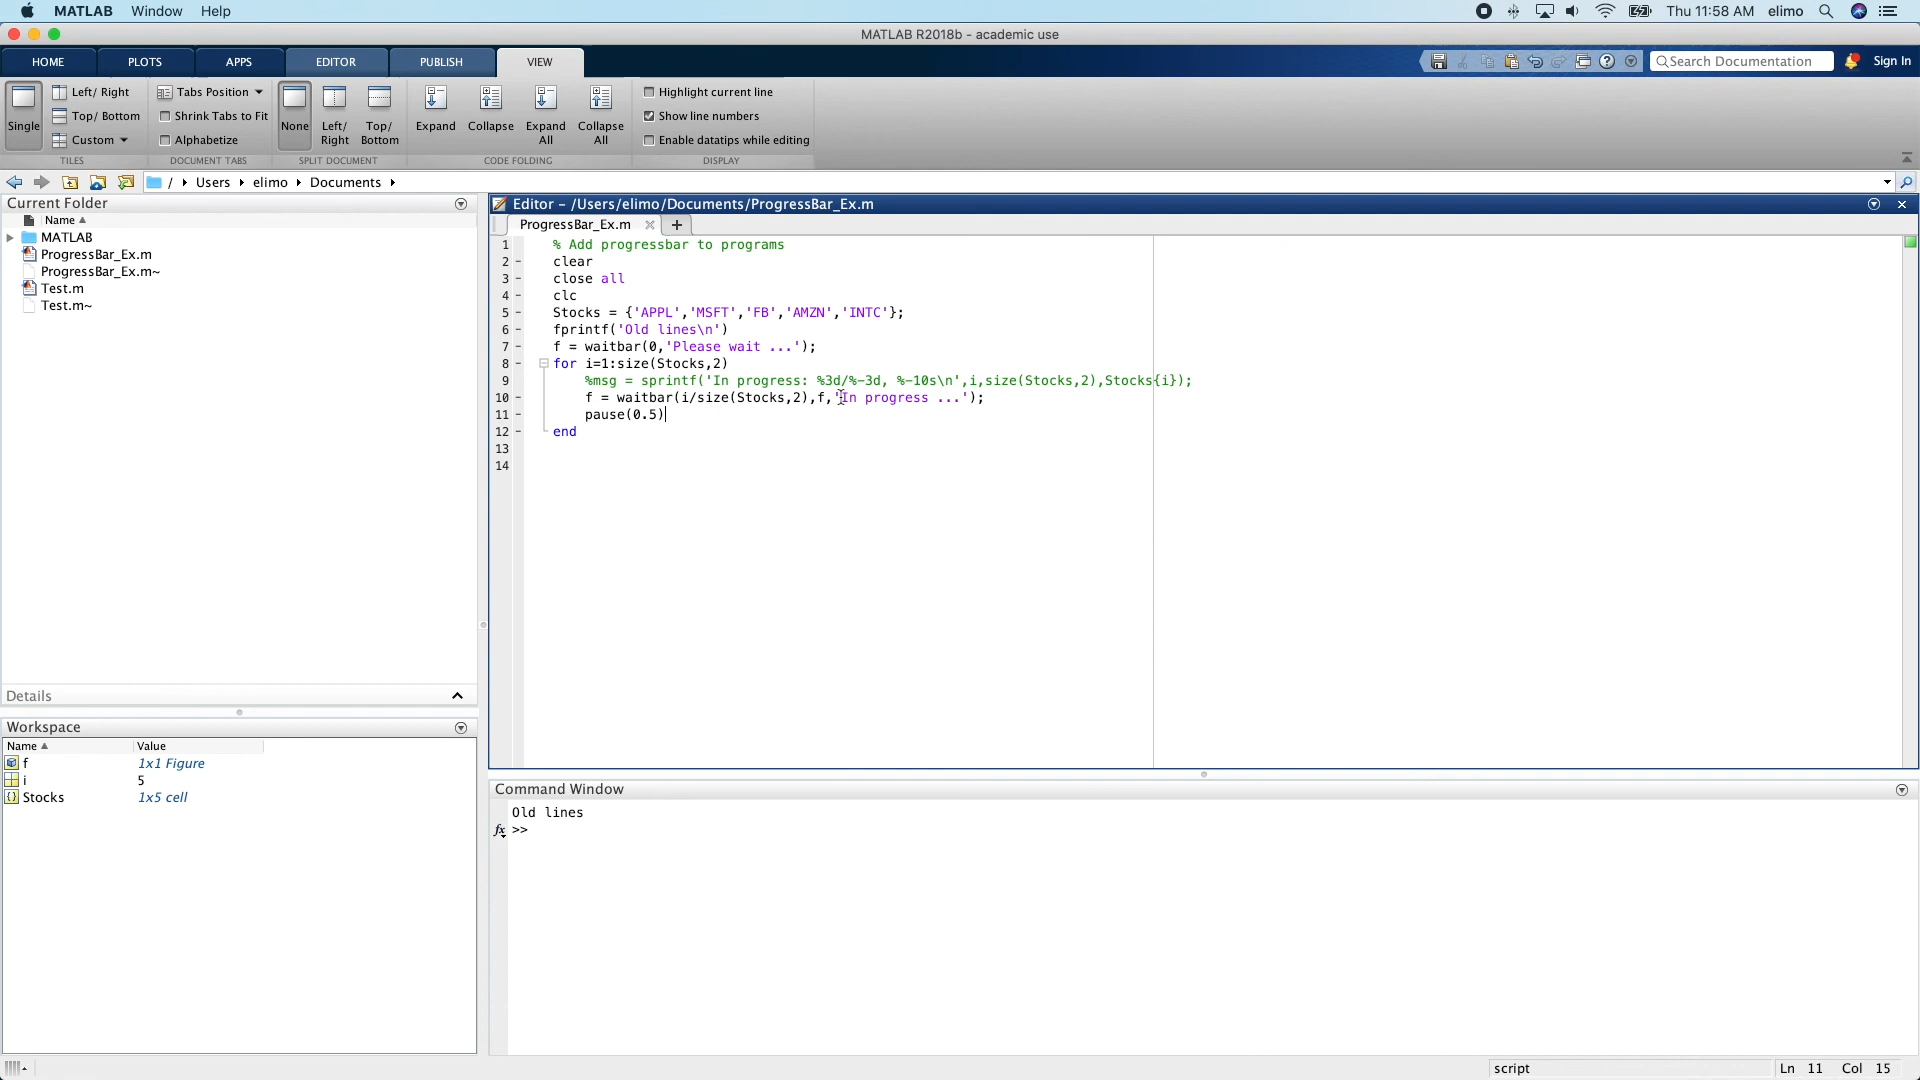 MATLAB Window Help Thu 11:58 AM elimo
MATLAB R2018b - academic use
HOME PLOTS APPS EDITOR PUBLISH VIEW Search Documentation Sign In
Single Left/ Right Top/ Bottom Custom
Tabs Position Shrink Tabs to Fit Alphabetize
None Left/ Right Top/ Bottom
Expand Collapse Expand All Collapse All
Highlight current line
Show line numbers
Enable datatips while editing
TILES DOCUMENT TABS SPLIT DOCUMENT CODE FOLDING DISPLAY
/ Users elimo Documents
Current Folder
Name
MATLAB
ProgressBar_Ex.m
ProgressBar_Ex.m~
Test.m
Test.m~
Details
Workspace
Name Value
f 1x1 Figure
i 5
Stocks 1x5 cell
Editor – /Users/elimo/Documents/ProgressBar_Ex.m
ProgressBar_Ex.m +
1 % Add progressbar to programs
2 - clear
3 - close all
4 - clc
5 - Stocks = {'APPL','MSFT','FB','AMZN','INTC'};
6 - fprintf('Old lines\n')
7 - f = waitbar(0,'Please wait ...');
8 - for i=1:size(Stocks,2)
9 %msg = sprintf('In progress: %3d/%-3d, %-10s\n',i,size(Stocks,2),Stocks{i});
10 - f = waitbar(i/size(Stocks,2),f,'In progress ...');
11 - pause(0.5)
12 - end
13
14
Command Window
Old lines
fx >>
script Ln 11 Col 15